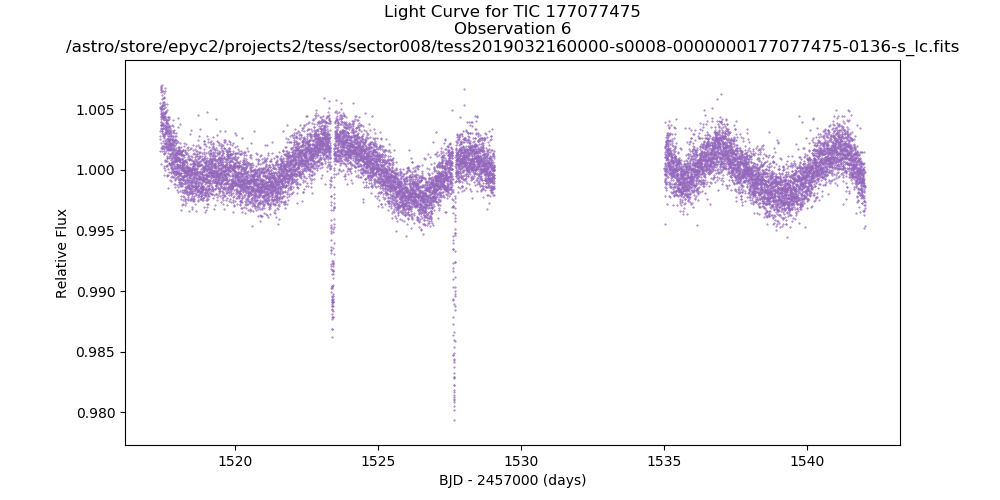 Light Curve for TIC 177077475
Observation 6
/astro/store/epyc2/projects2/tess/sector008/tess2019032160000-s0008-0000000177077475-0136-s_lc.fits
1.005
1.000
0.995
0.990
0.985
0.980
Relative Flux
1520
1525
1530
1535
1540
BJD - 2457000 (days)